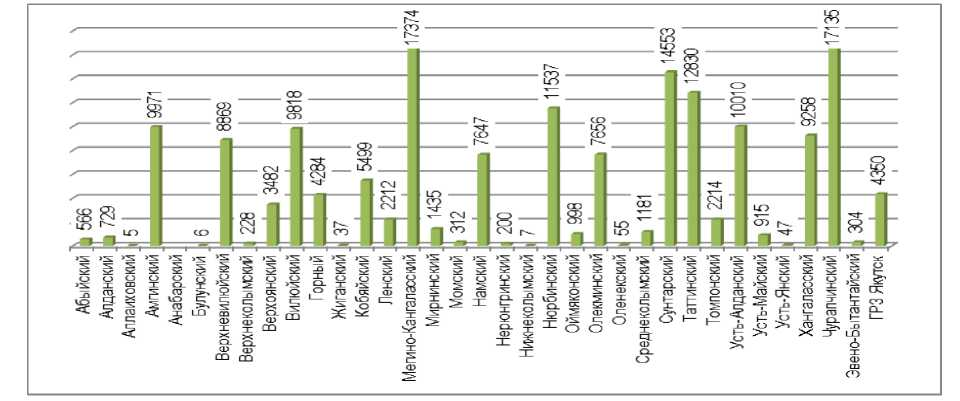 566
729
5
9971
6
8869
228
3482
9818
4284
37
5499
2212
17374
1435
312
7647
200
7
11537
998
7656
55
1181
14553
12830
2214
10010
915
47
9258
17135
304
4350
Абыйский
Алданский
Аллаиховский
Амгинский
Анабарский
Булунский
Верхневилюйский
Верхнеколымский
Верхоянский
Вилюйский
Горный
Жиганский
Кобяйский
Ленский
Мегино-Кангаласский
Мирнинский
Момский
Намский
Нерюнгринский
Нижнеколымский
Нюрбинский
Оймяконский
Олекминский
Оленекский
Среднеколымский
Сунтарский
Таттинский
Томпонский
Усть-Алданский
Усть-Майский
Усть-Янский
Хангаласский
Чурапчинский
Эвено-Бытантайский
ГРЗ Якутск